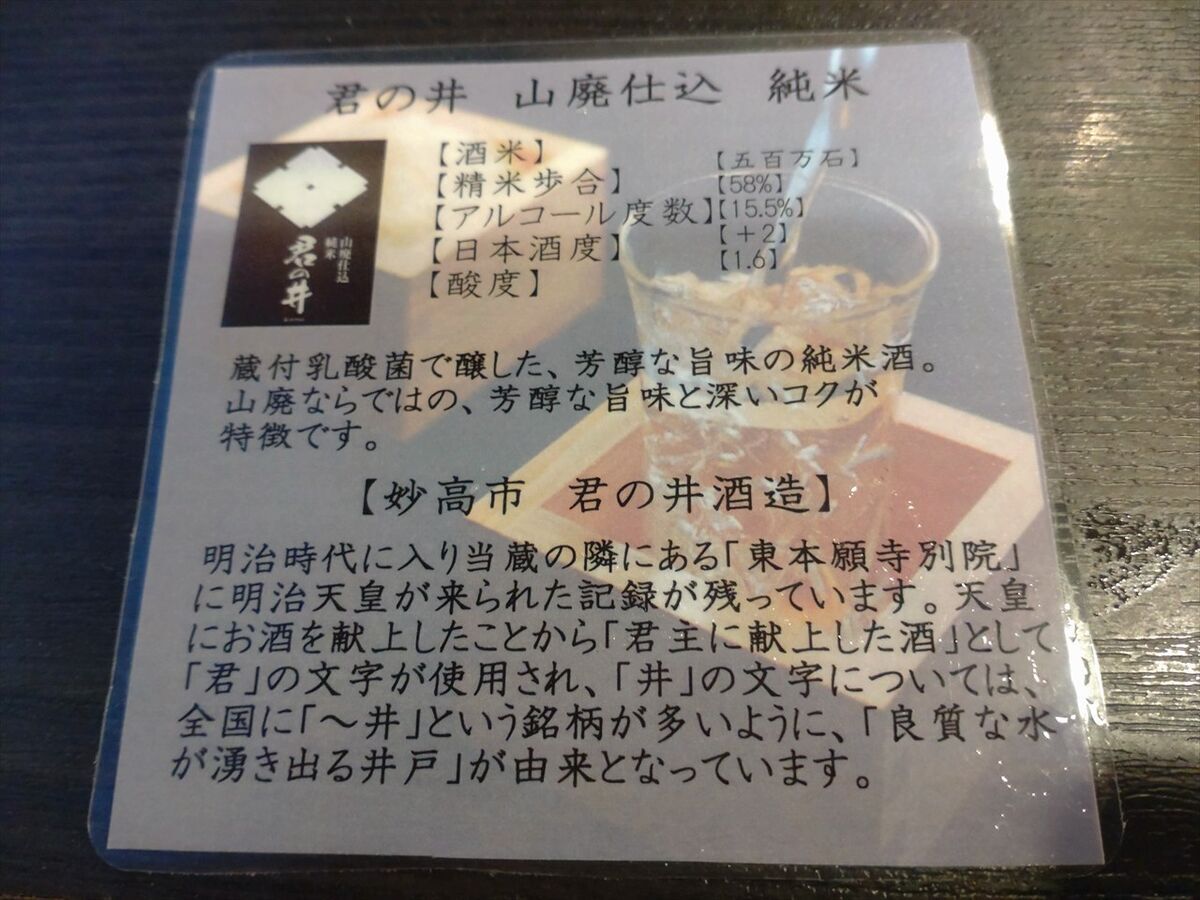 君の井 山廃仕込 純米
【酒米】 【五百万石】
【精米歩合】 【58%】
【アルコール度数】【15.5%】
【日本酒度】 【+2】
【酸度】 【1.6】
山廃仕込
純米
君の井
蔵付乳酸菌で醸した、芳醇な旨味の純米酒。
山廃ならではの、芳醇な旨味と深いコクが
特徴です。
【妙高市 君の井酒造】
明治時代に入り当蔵の隣にある「東本願寺別院」
に明治天皇が来られた記録が残っています。天皇
にお酒を献上したことから「君主に献上した酒」として
「君」の文字が使用され、「井」の文字については、
全国に「～井」という銘柄が多いように、「良質な水
が湧き出る井戸」が由来となっています。